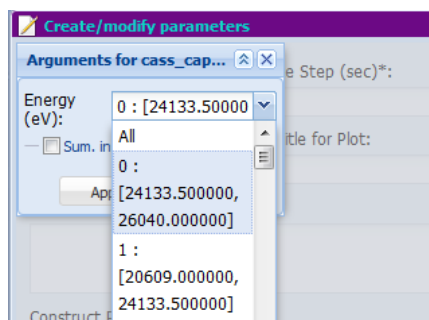 Create/modify parameters
Arguments for cass_cap...
e Step (sec)*:
Energy
(eV):
0 : [24133.50000
Sum. in
itle for Plot:
All
0 :
[24133.500000,
26040.000000]
1 :
[20609.000000,
24133.500000]
App
Construct P